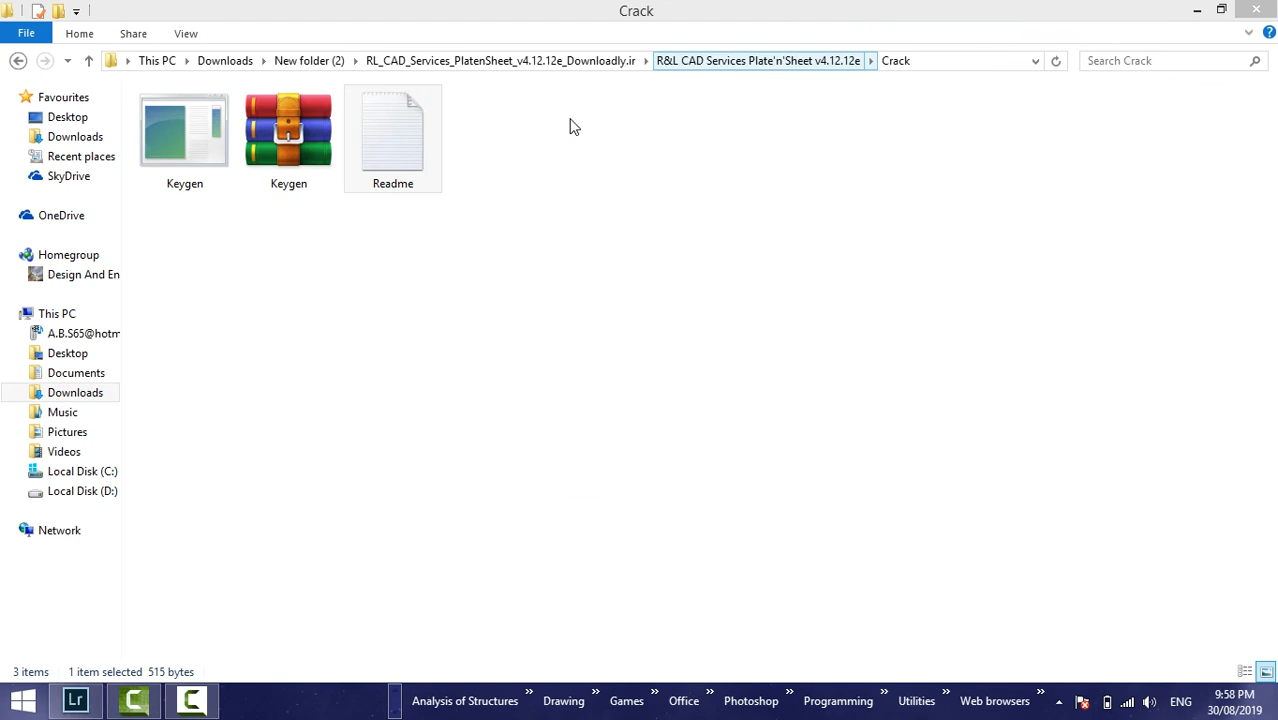 Crack
File
Home
Share
View
This PC
Downloads
New folder (2)
RL_CAD_Services_PlatenSheet_v4.12.12e_Downloadly.ir
R&L CAD Services Plate'n'Sheet v4.12.12e
Crack
Search Crack
Favourites
Desktop
Downloads
Recent places
SkyDrive
OneDrive
Homegroup
Design And En
This PC
A.B.S65@hotm
Desktop
Documents
Downloads
Music
Pictures
Videos
Local Disk (C:)
Local Disk (D:)
Network
Keygen
Keygen
Readme
3 items
1 item selected 515 bytes
Lr
Analysis of Structures
Drawing
Games
Office
Photoshop
Programming
Utilities
Web browsers
ENG
9:58 PM
30/08/2019